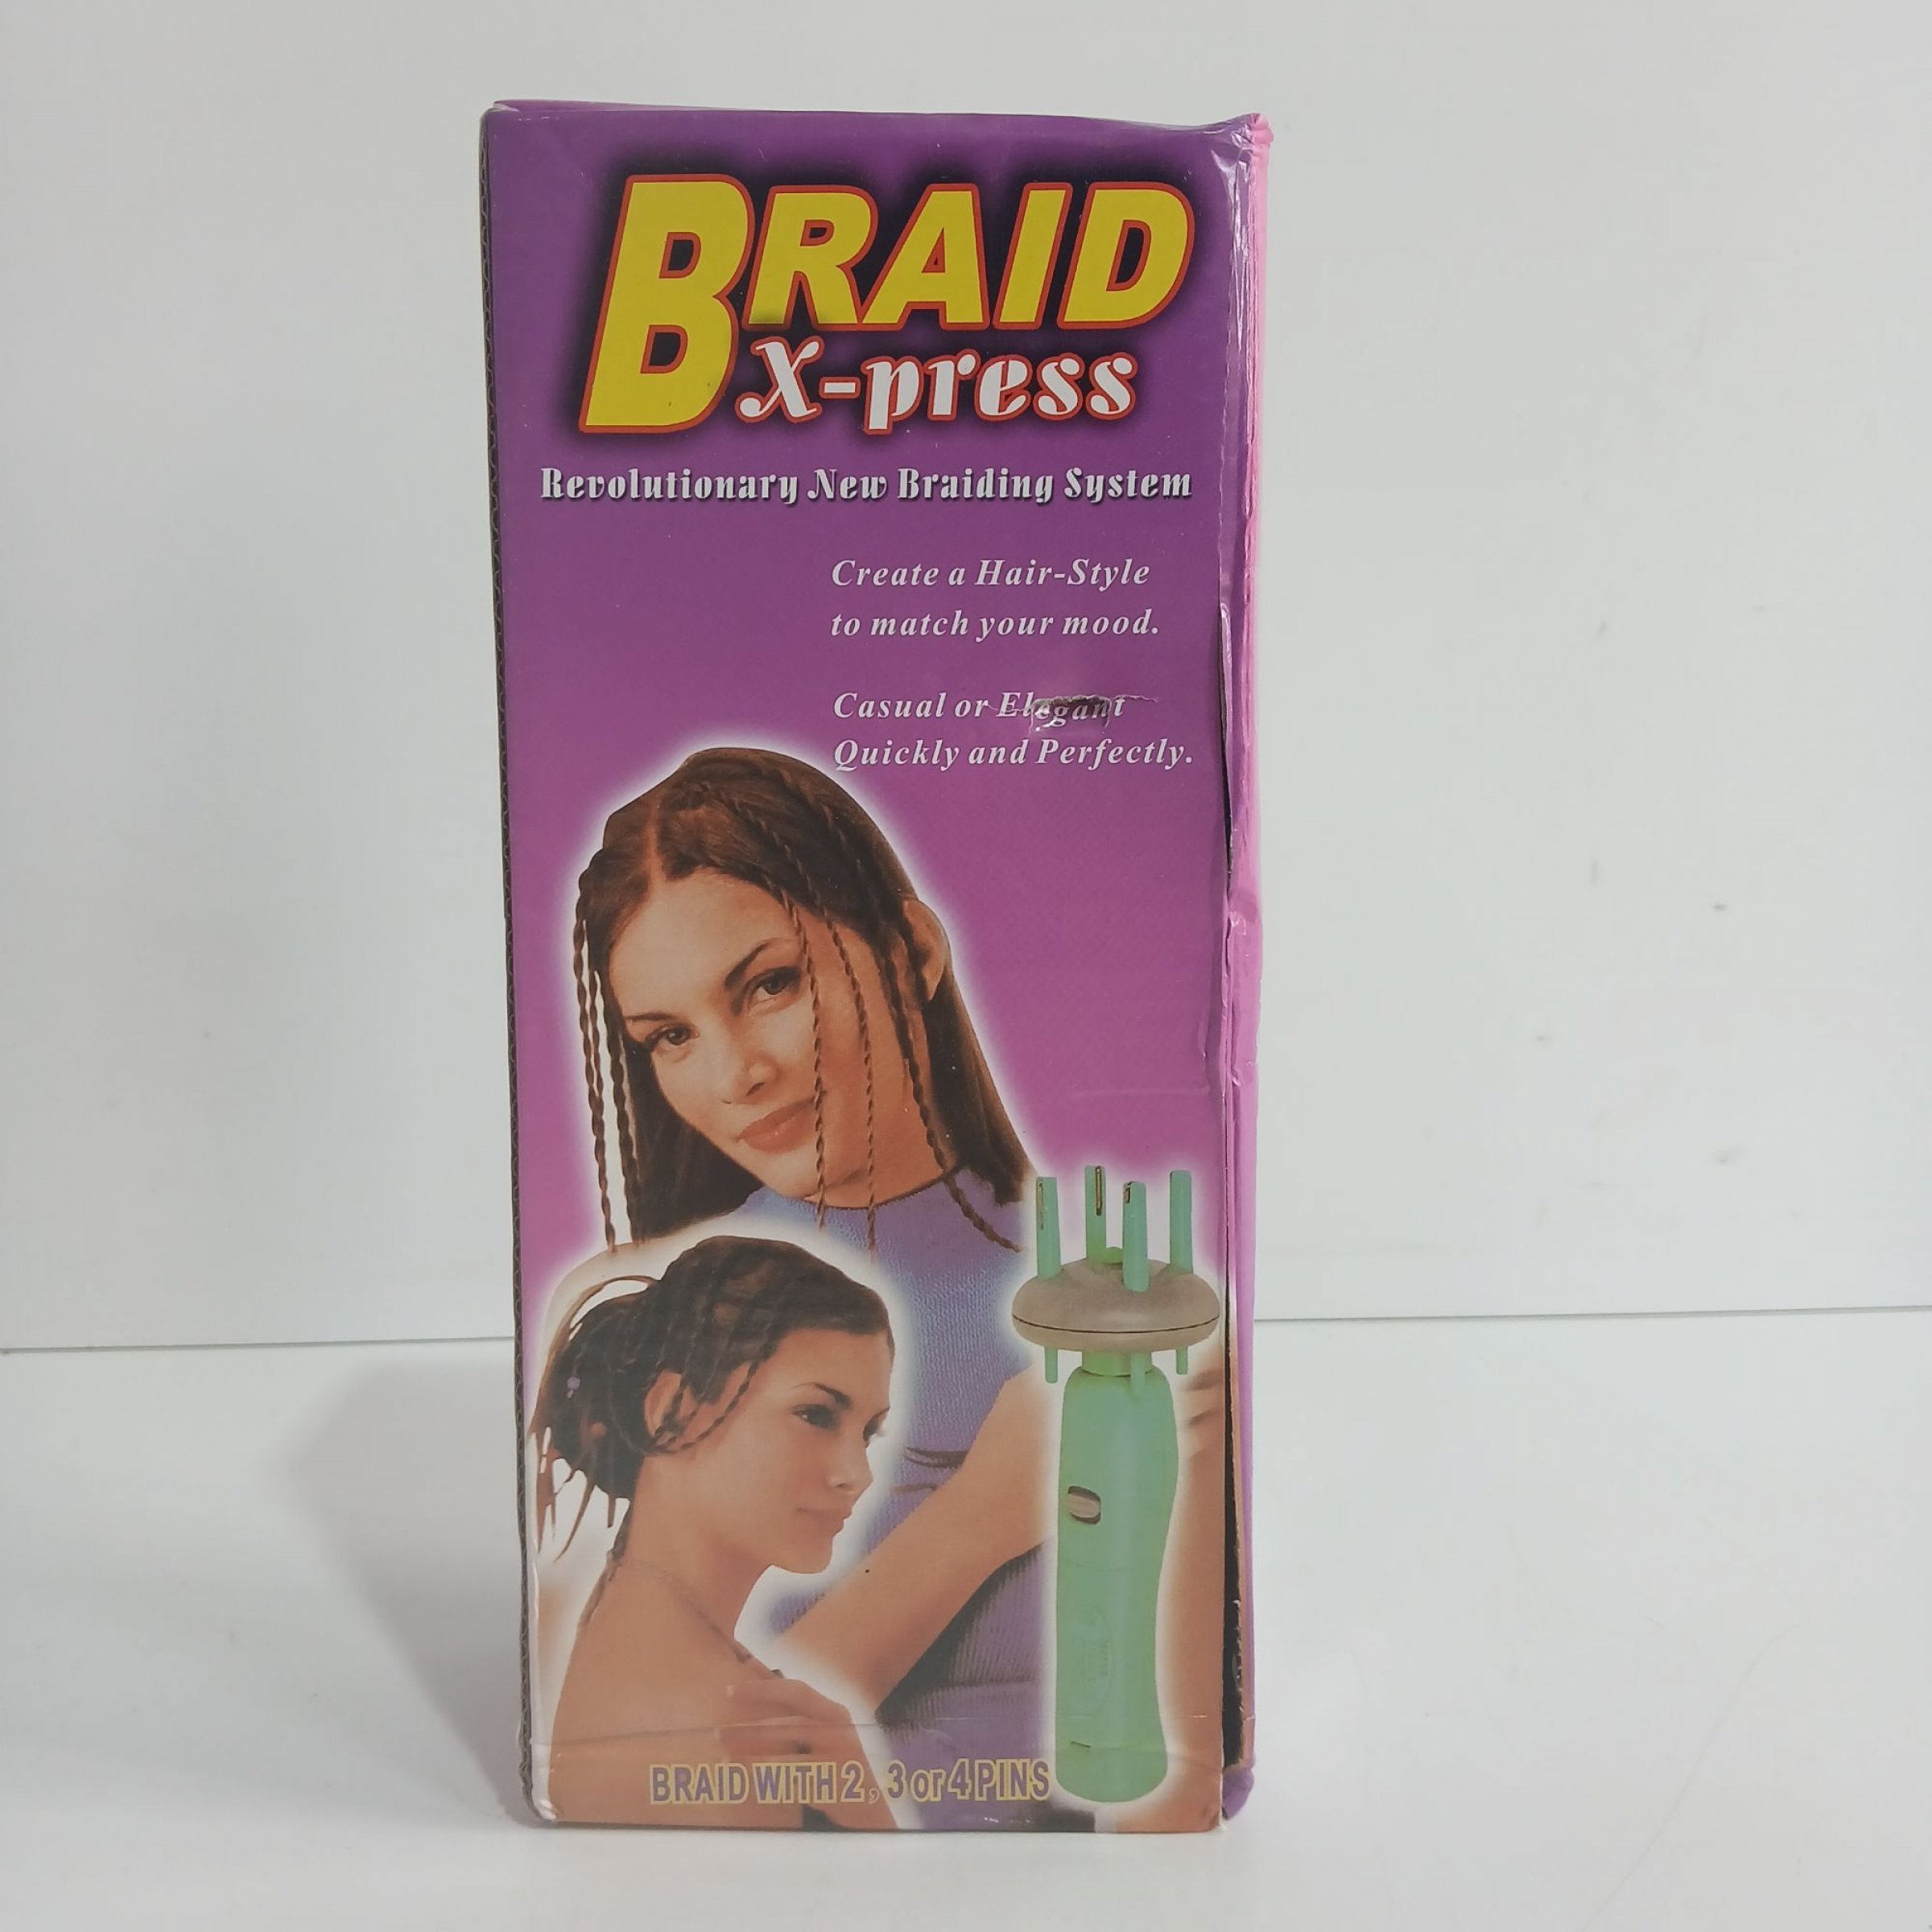 BRAID
X-press
Revolutionary New Braiding System
Create a Hair-Style
to match your mood.
Casual or Elegant
Quickly and Perfectly.
BRAID WITH 2, 3 or 4 PINS